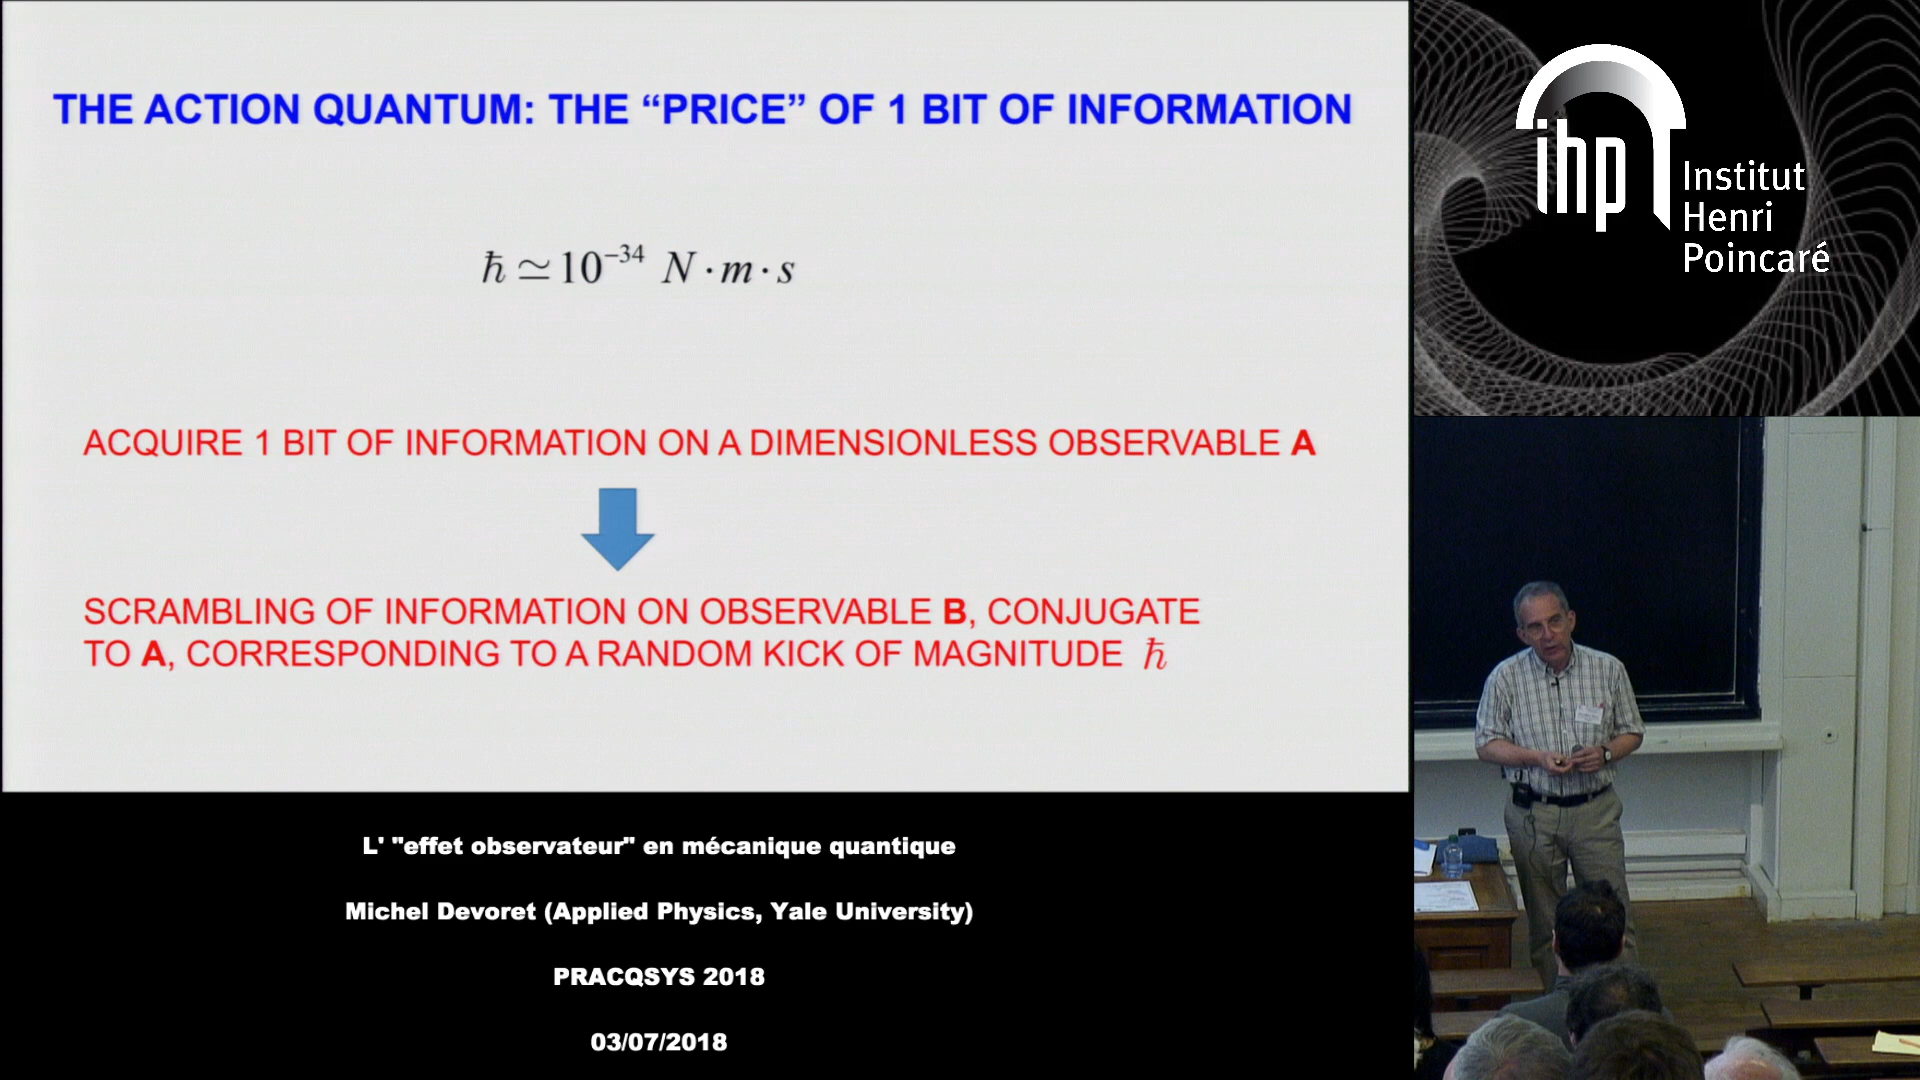 THE ACTION QUANTUM: THE “PRICE” OF 1 BIT OF INFORMATION
ℏ ≃ 10⁻³⁴ N · m · s
ACQUIRE 1 BIT OF INFORMATION ON A DIMENSIONLESS OBSERVABLE A
SCRAMBLING OF INFORMATION ON OBSERVABLE B, CONJUGATE
TO A, CORRESPONDING TO A RANDOM KICK OF MAGNITUDE ℏ
ihp
Institut
Henri
Poincaré
L' "effet observateur" en mécanique quantique
Michel Devoret (Applied Physics, Yale University)
PRACQSYS 2018
03/07/2018